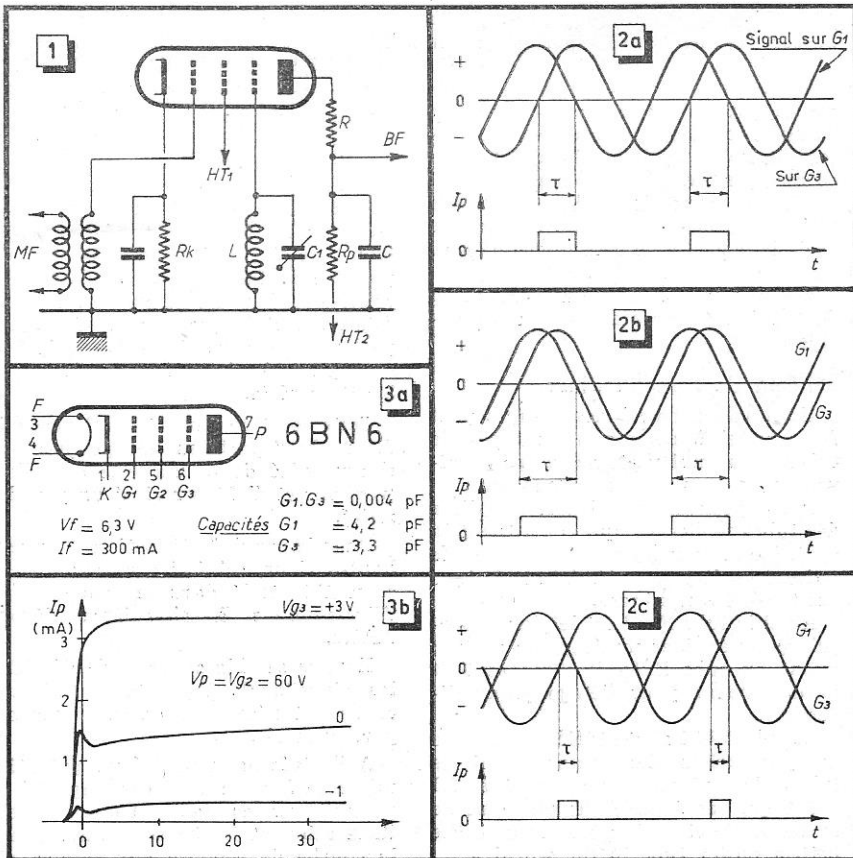 1
HT1
R
BF
MF
Rk
L
C1
Rp
C
HT2
3a
F
3
4
F
1
2
5
6
7
K
G1
G2
G3
P
6BN6
Vf = 6,3 V
If = 300 mA
Capacités
G1.G3 = 0,004 pF
G1 = 4,2 pF
G3 = 3,3 pF
3b
Ip
(mA)
3
2
1
Vg3 = +3 V
Vp = Vg2 = 60 V
0
-1
0 10 20 30
2a
Signal sur G1
+
0
-
Sur G3
τ τ
Ip
0
t
2b
+
0
-
G1
G3
τ τ
Ip
0
t
2c
+
0
-
G1
G3
τ τ
Ip
0
t